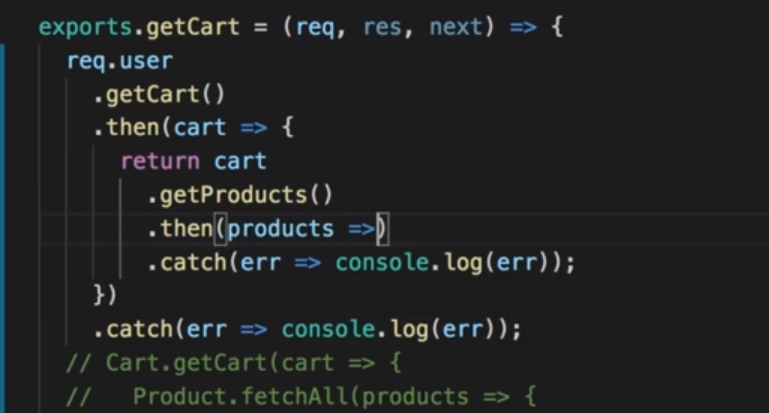 exports.getCart = (req, res, next) => {
req.user
.getCart()
.then(cart => {
return cart
.getProducts()
.then(products =>)
.catch(err => console.log(err));
})
.catch(err => console.log(err));
// Cart.getCart(cart => {
//   Product.fetchAll(products => {